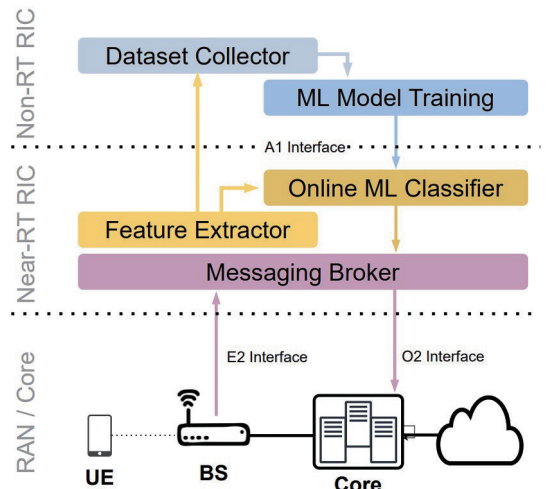 Non-RT RIC
Dataset Collector
ML Model Training
A1 Interface
Near-RT RIC
Online ML Classifier
Feature Extractor
Messaging Broker
RAN / Core
E2 Interface
O2 Interface
UE
BS
Core